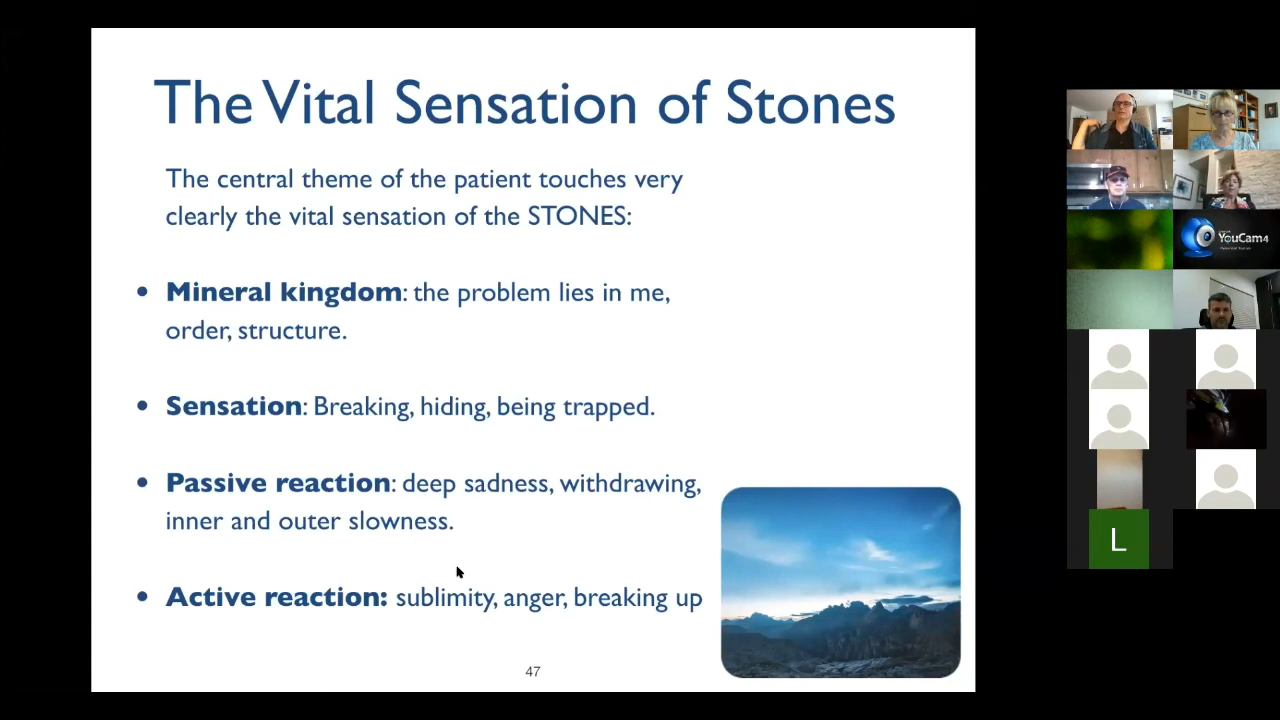 The Vital Sensation of Stones
The central theme of the patient touches very
clearly the vital sensation of the STONES:
• Mineral kingdom: the problem lies in me,
order, structure.
• Sensation: Breaking, hiding, being trapped.
• Passive reaction: deep sadness, withdrawing,
inner and outer slowness.
• Active reaction: sublimity, anger, breaking up
47
YouCam4
L